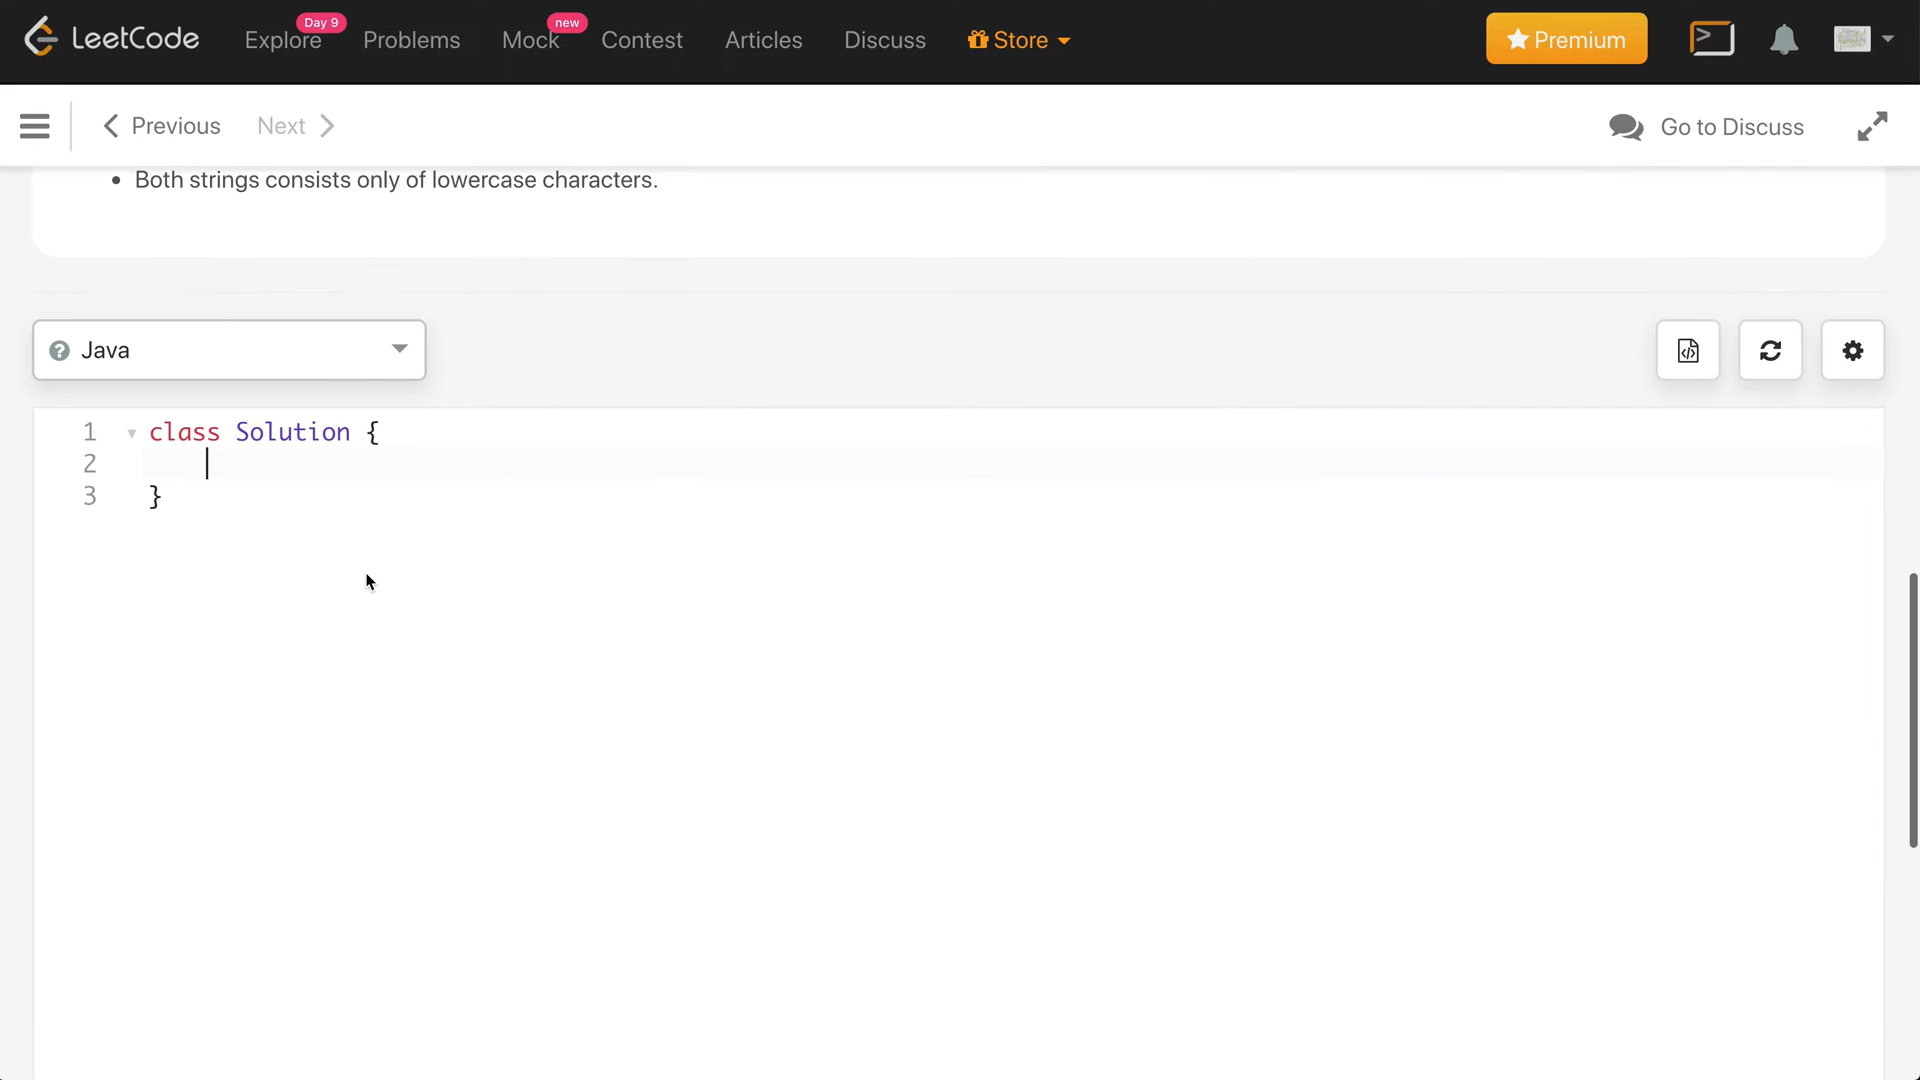 LeetCode Explore Day 9 Problems Mock new Contest Articles Discuss Store Premium
Previous Next Go to Discuss
• Both strings consists only of lowercase characters.
? Java
1 class Solution {
2
3 }